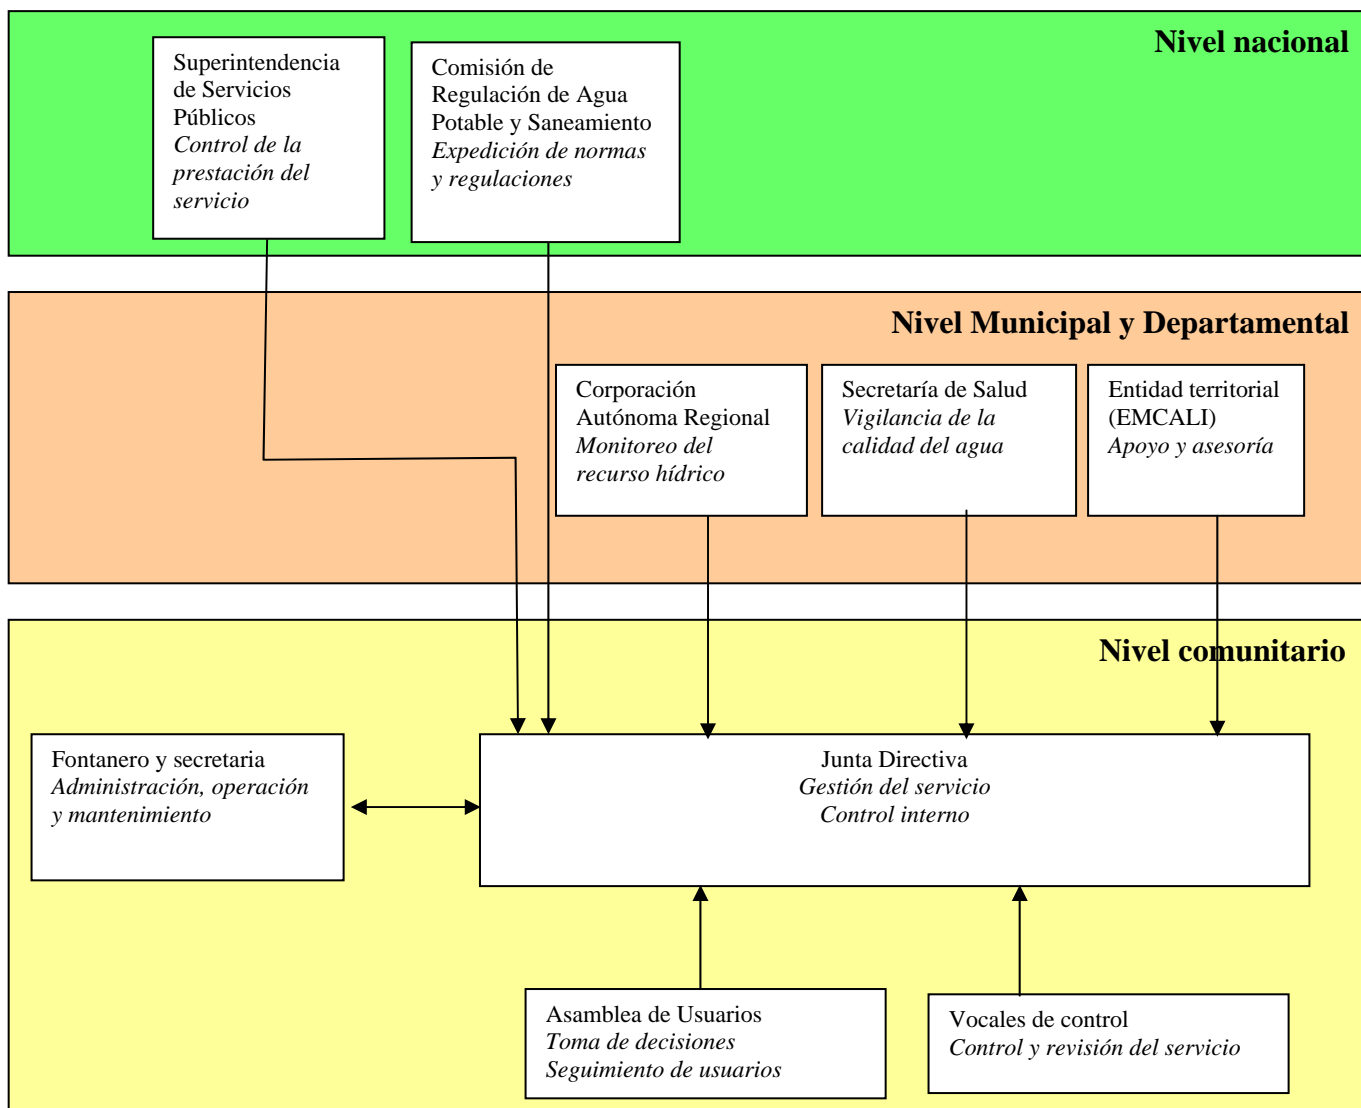 Nivel nacional
Superintendencia
de Servicios
Públicos
Control de la
prestación del
servicio
Comisión de
Regulación de Agua
Potable y Saneamiento
Expedición de normas
y regulaciones
Nivel Municipal y Departamental
Corporación
Autónoma Regional
Monitoreo del
recurso hídrico
Secretaría de Salud
Vigilancia de la
calidad del agua
Entidad territorial
(EMCALI)
Apoyo y asesoría
Nivel comunitario
Fontanero y secretaria
Administración, operación
y mantenimiento
Junta Directiva
Gestión del servicio
Control interno
Asamblea de Usuarios
Toma de decisiones
Seguimiento de usuarios
Vocales de control
Control y revisión del servicio